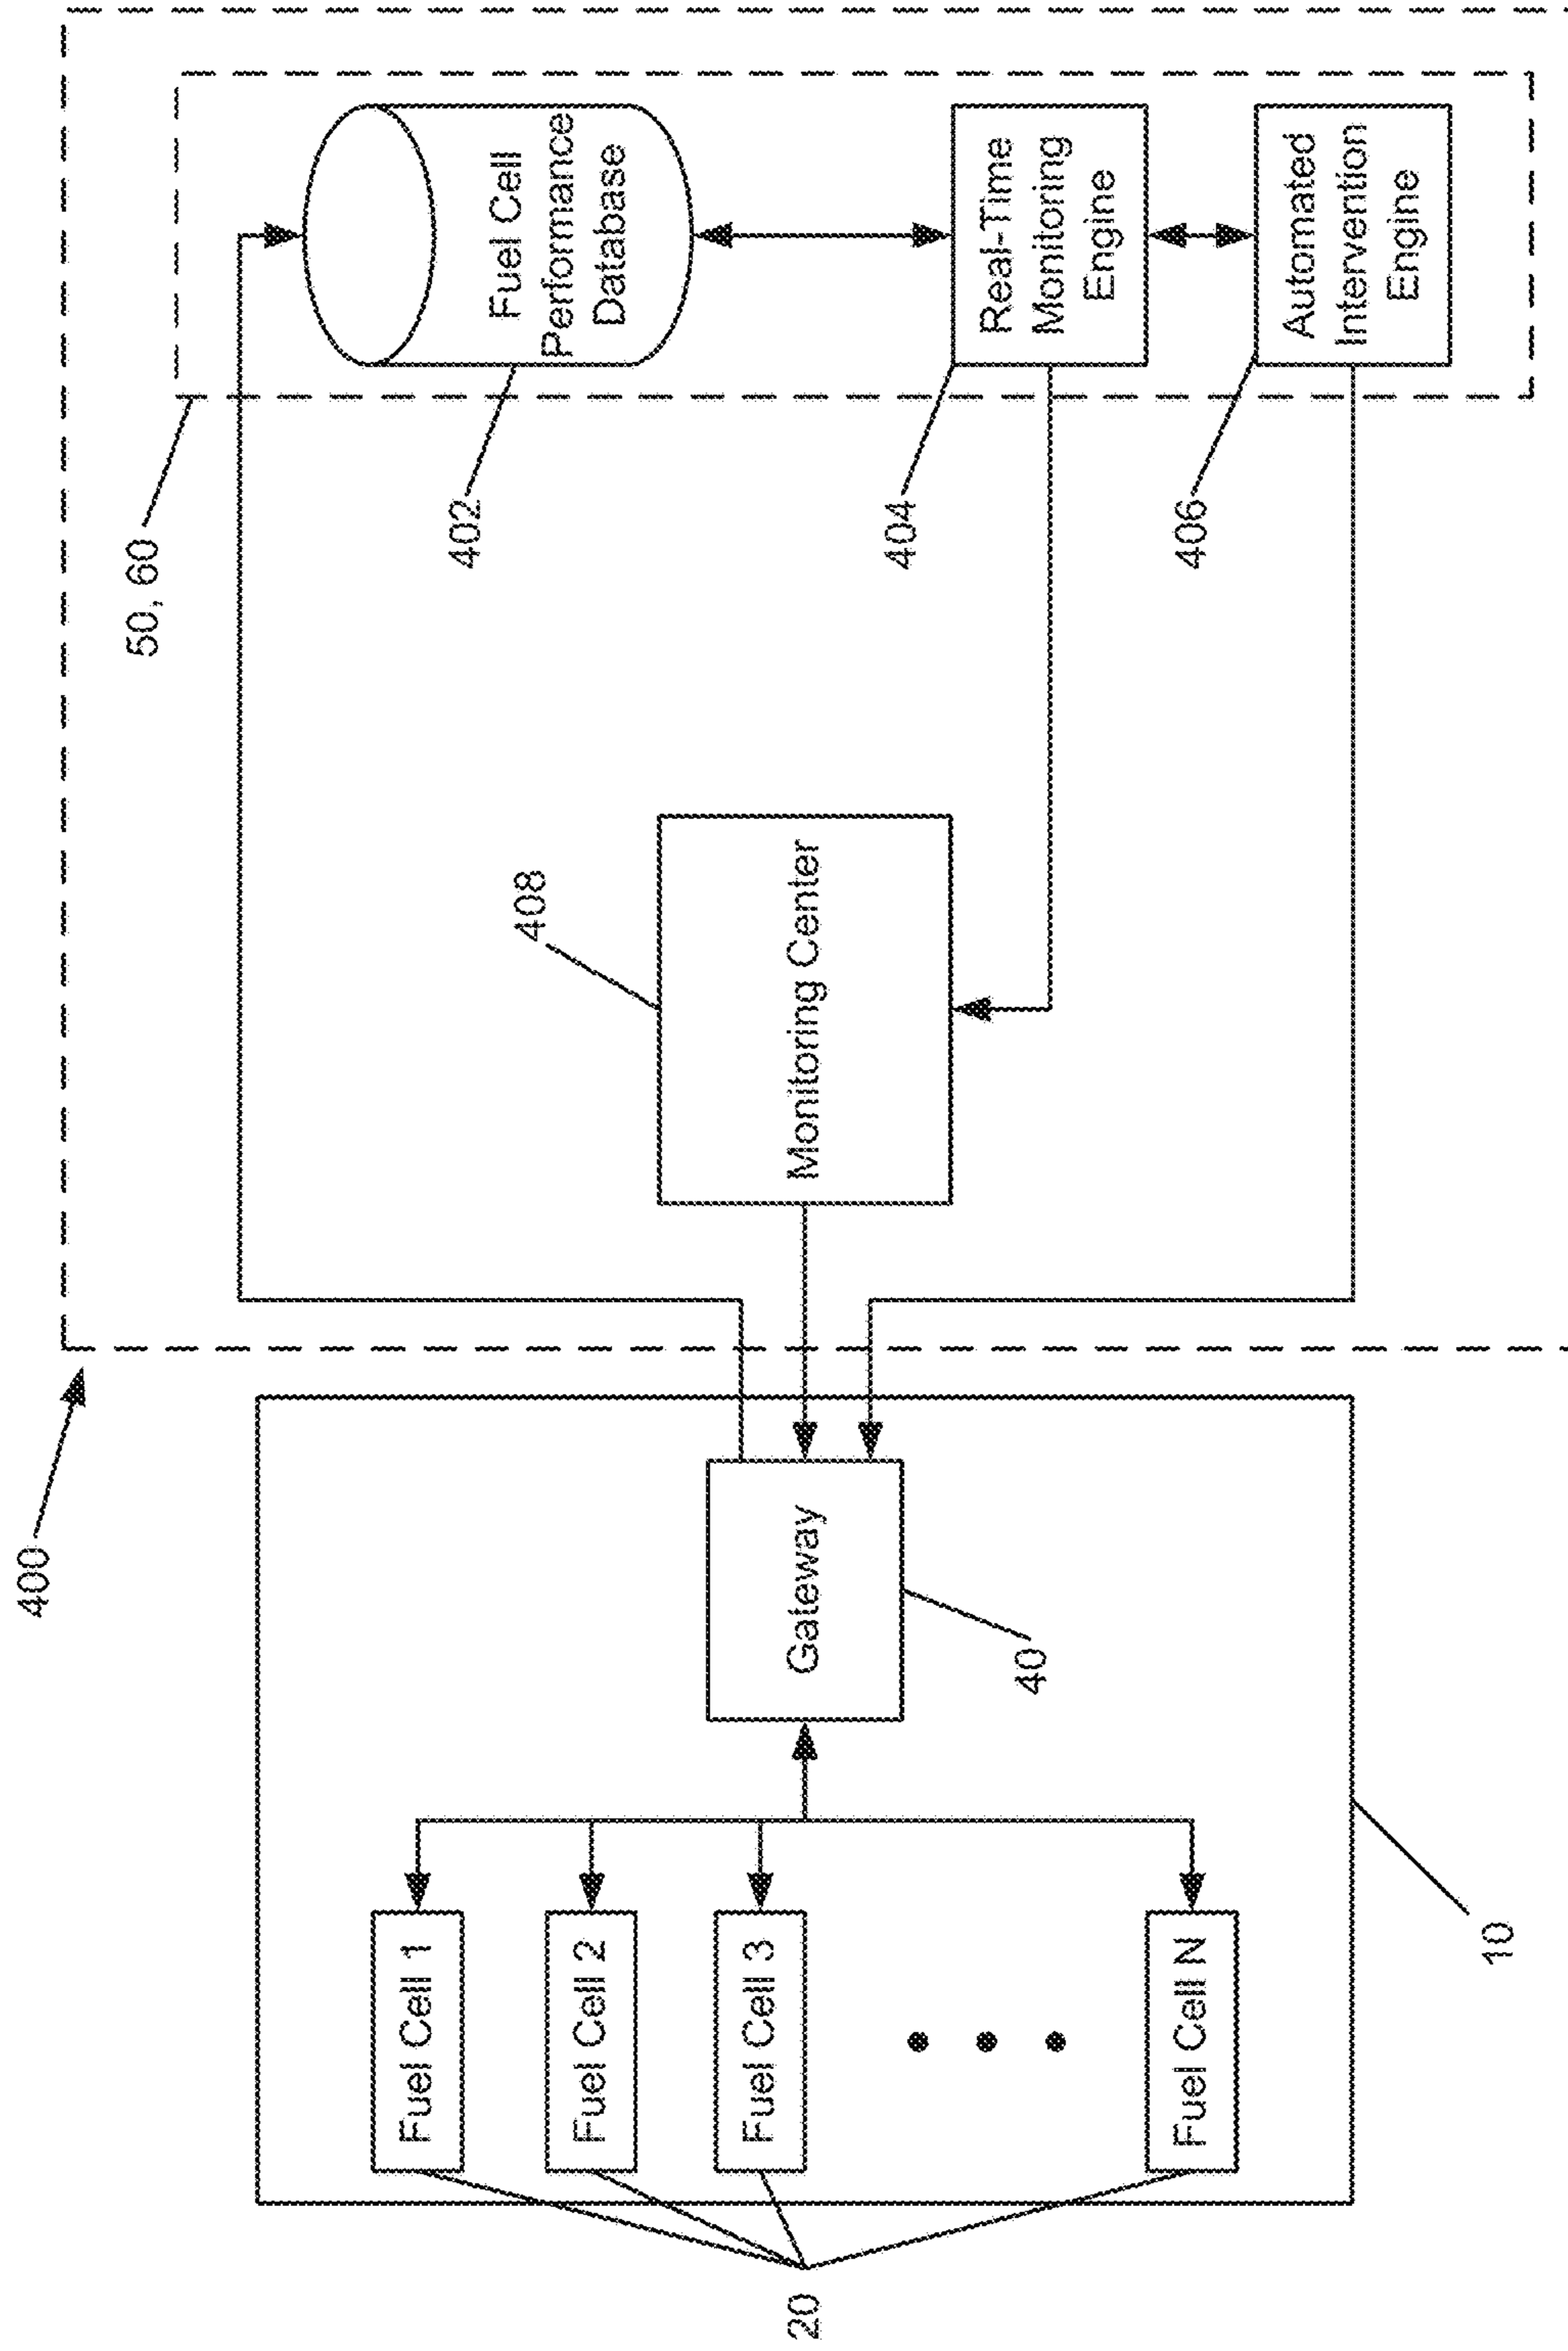 400
50, 60
Fuel Cell
Performance
Database
402
408
Monitoring Center
Real-Time
Monitoring
Engine
404
Automated
Intervention
Engine
406
Fuel Cell 1
Fuel Cell 2
Fuel Cell 3
Fuel Cell N
20
Gateway
40
10